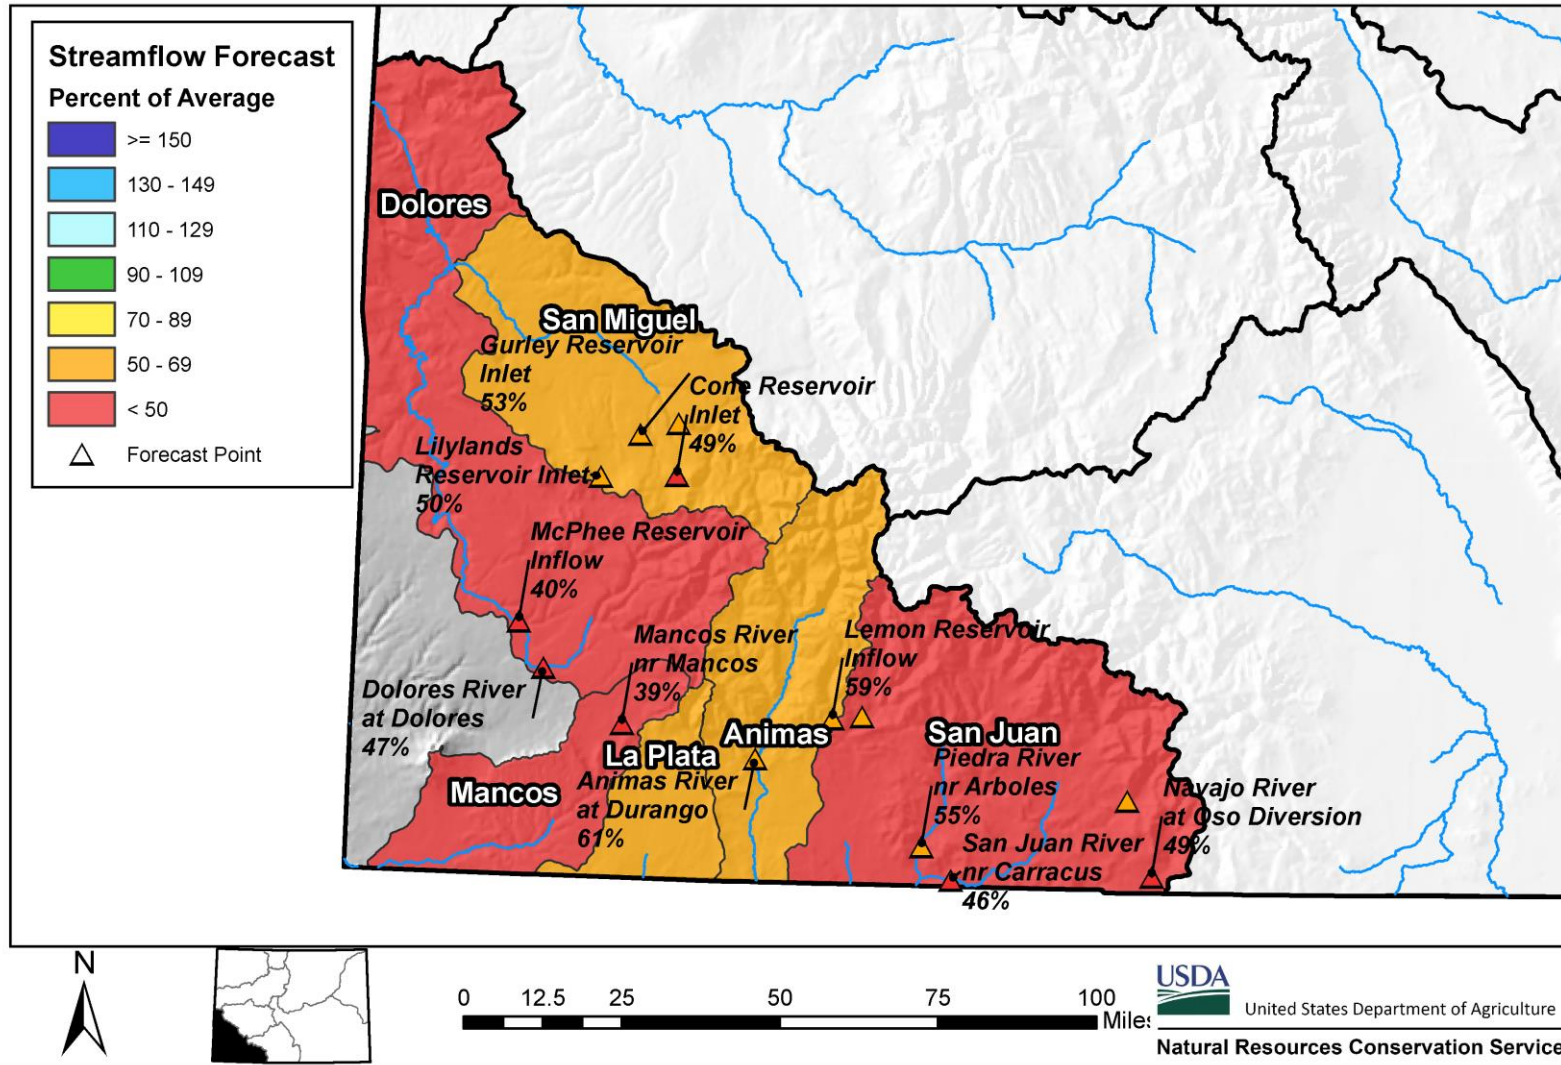 Streamflow Forecast
Percent of Average
>= 150
130 - 149
110 - 129
90 - 109
70 - 89
50 - 69
< 50
Forecast Point
Dolores
San Miguel
Gurley Reservoir
Inlet
53%
Cone Reservoir
Inlet
49%
Lilylands
Reservoir Inlet
50%
McPhee Reservoir
Inflow
40%
Mancos River
nr Mancos
39%
Lemon Reservoir
Inflow
59%
Dolores River
at Dolores
47%
La Plata
Animas
San Juan
Mancos
Animas River
at Durango
61%
Piedra River
nr Arboles
55%
Navajo River
at Oso Diversion
49%
San Juan River
nr Carracus
46%
N
0 12.5 25 50 75 100
Miles
USDA
United States Department of Agriculture
Natural Resources Conservation Service